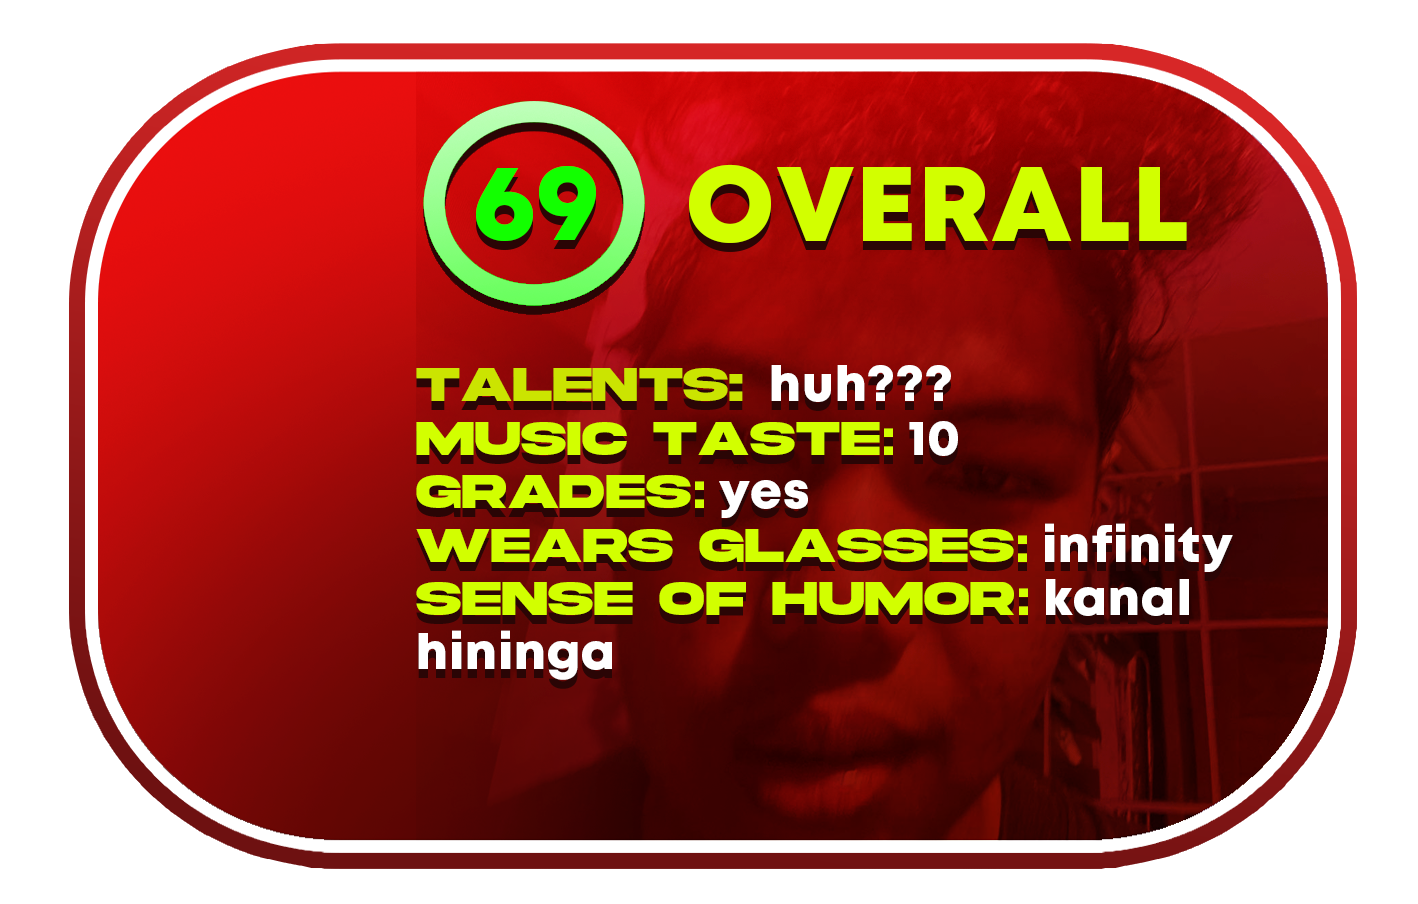 69 OVERALL
TALENTS: huh???
MUSIC TASTE: 10
GRADES: yes
WEARS GLASSES: infinity
SENSE OF HUMOR: kanal
hininga